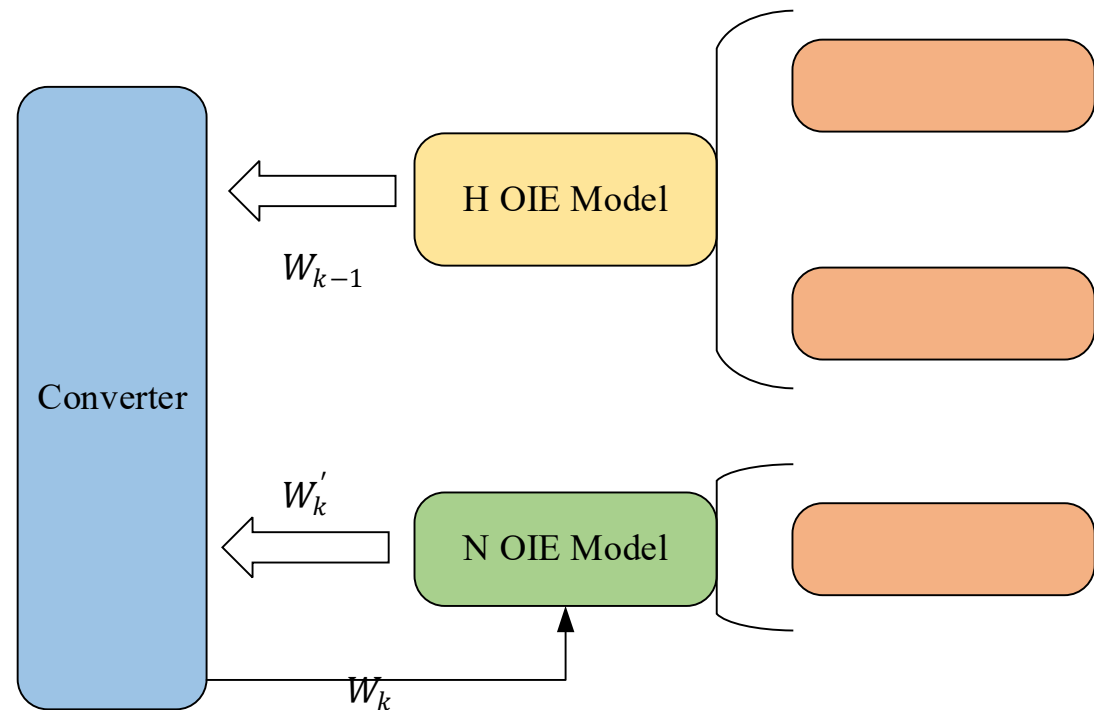 H OIE Model
W_{k−1}
Converter
W_k^'
N OIE Model
W_k